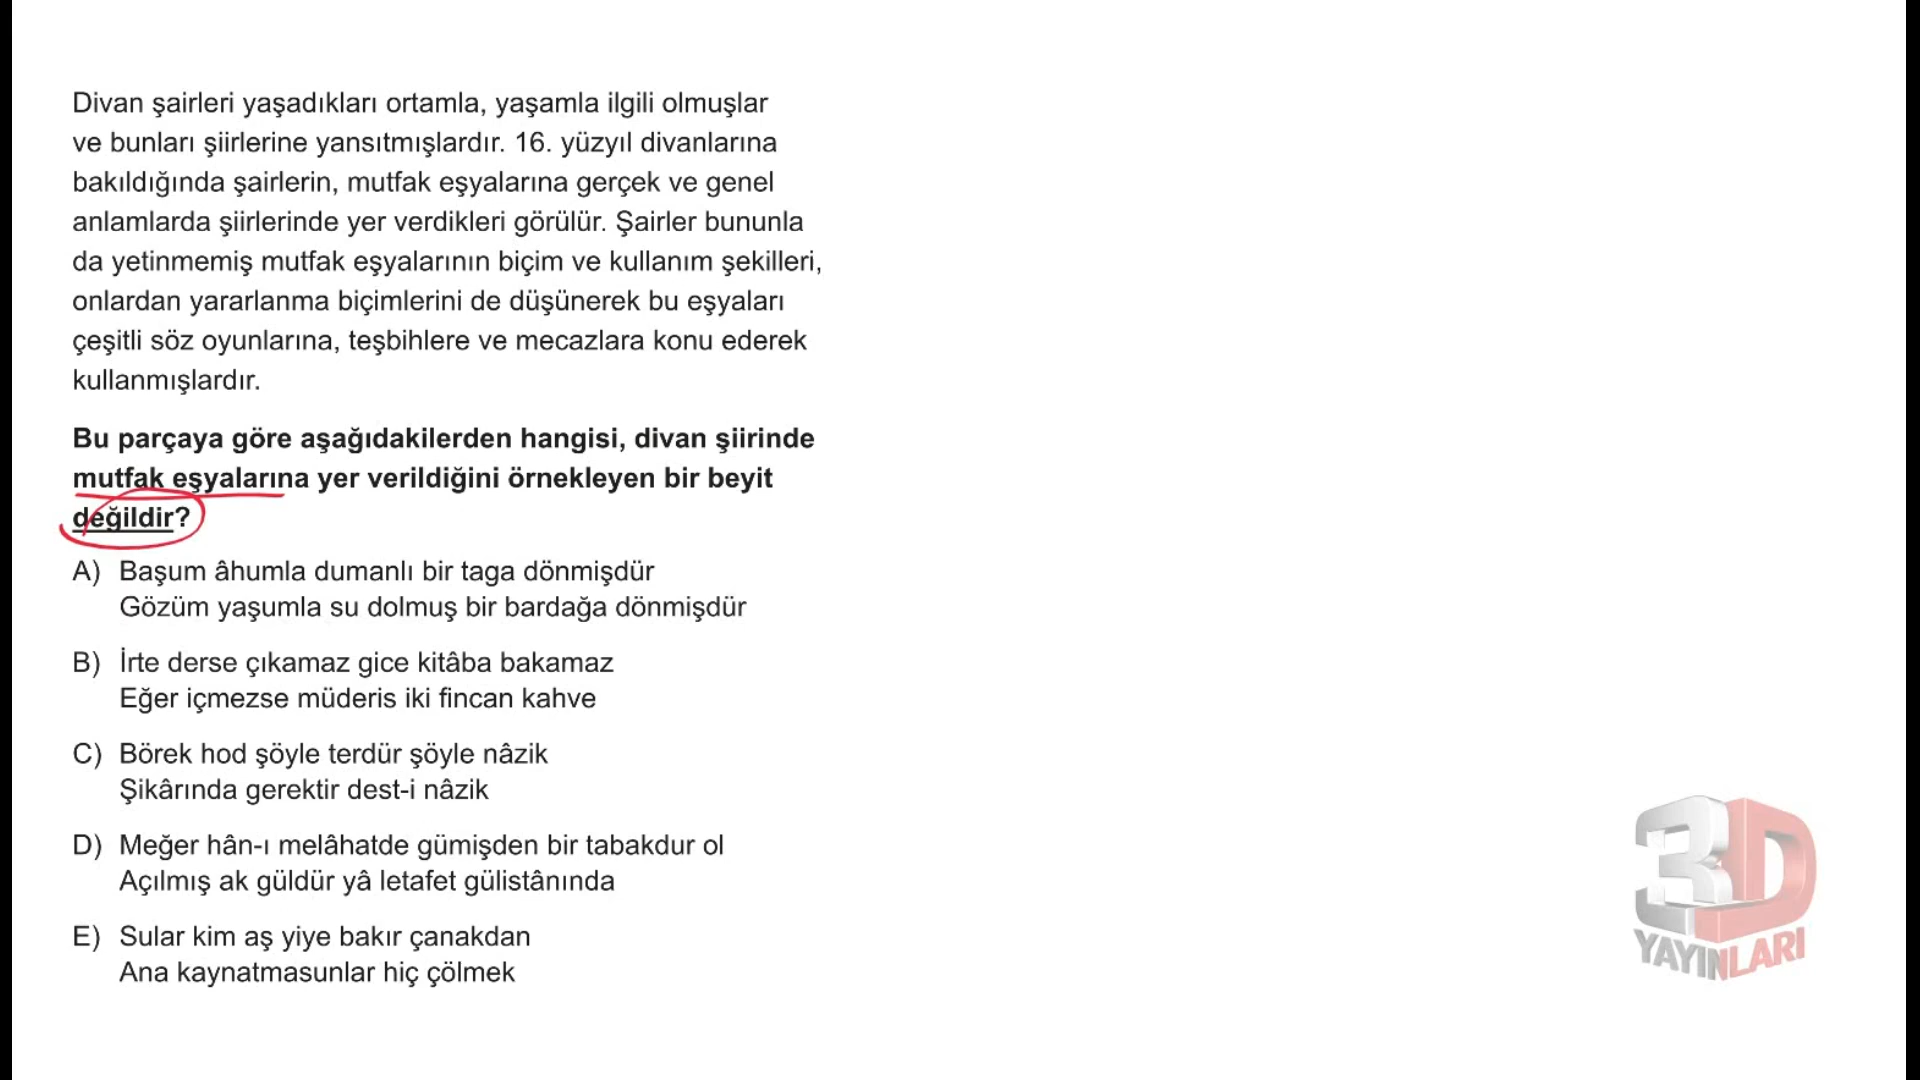 Divan şairleri yaşadıkları ortamla, yaşamla ilgili olmuşlar
ve bunları şiirlerine yansıtmışlardır. 16. yüzyıl divanlarına
bakıldığında şairlerin, mutfak eşyalarına gerçek ve genel
anlamlarda şiirlerinde yer verdikleri görülür. Şairler bununla
da yetinmemiş mutfak eşyalarının biçim ve kullanım şekilleri,
onlardan yararlanma biçimlerini de düşünerek bu eşyaları
çeşitli söz oyunlarına, teşbihlere ve mecazlara konu ederek
kullanmışlardır.
Bu parçaya göre aşağıdakilerden hangisi, divan şiirinde
mutfak eşyalarına yer verildiğini örnekleyen bir beyit
değildir?
A) Başum âhumla dumanlı bir taga dönmişdür
Gözüm yaşumla su dolmuş bir bardağa dönmişdür
B) İrte derse çıkamaz gice kitâba bakamaz
Eğer içmezse müderis iki fincan kahve
C) Börek hod şöyle terdür şöyle nâzik
Şikârında gerektir dest-i nâzik
D) Meğer hân-ı melâhatde gümişden bir tabakdur ol
Açılmış ak güldür yâ letafet gülistânında
E) Sular kim aş yiye bakır çanakdan
Ana kaynatmasunlar hiç çölmek
3D
YAYINLARI